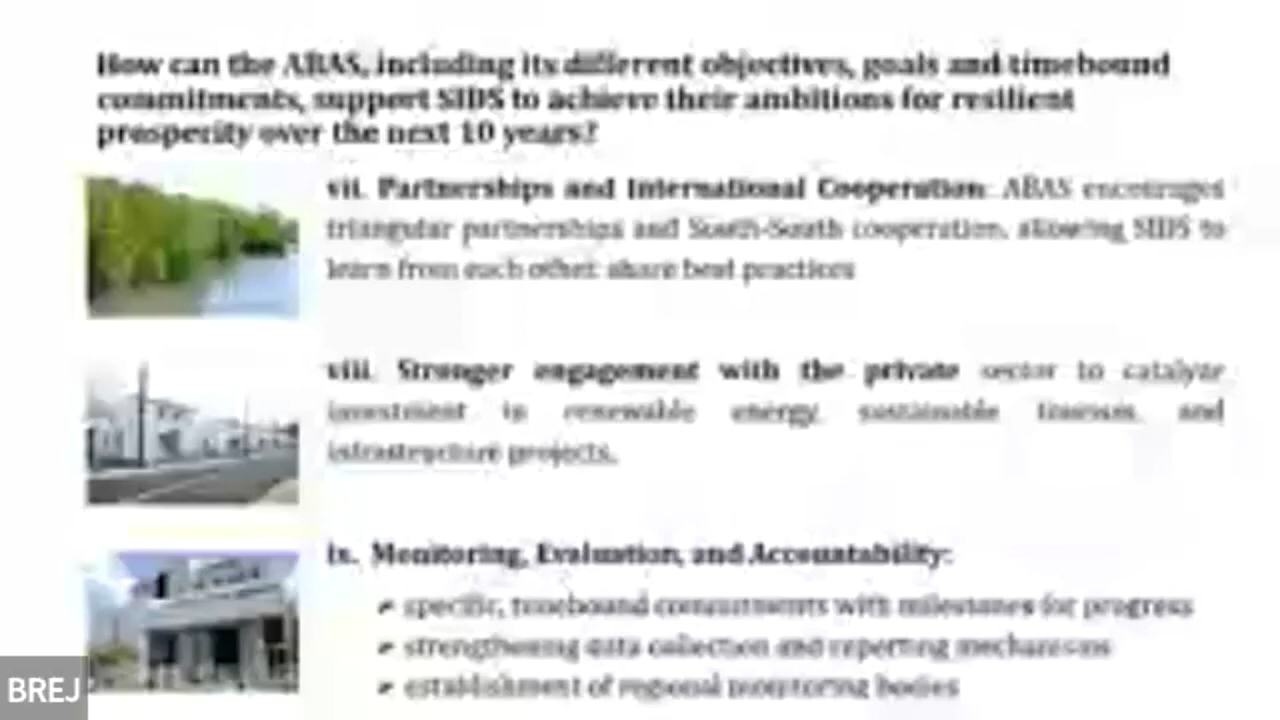 How can the ABAS, including its different objectives, goals and timebound
commitments, support SIDS to achieve their ambitions for resilient
prosperity over the next 10 years?
vii. Partnerships and International Cooperation: ABAS encourages
triangular partnerships and South-South cooperation, allowing SIDS to
learn from each other, share best practices
viii. Stronger engagement with the private sector to catalyze
investment in renewable energy, sustainable tourism, and
infrastructure projects.
ix. Monitoring, Evaluation, and Accountability:
specific, timebound commitments with milestones for progress
strengthening data collection and reporting mechanisms
establishment of regional monitoring bodies
BREJ